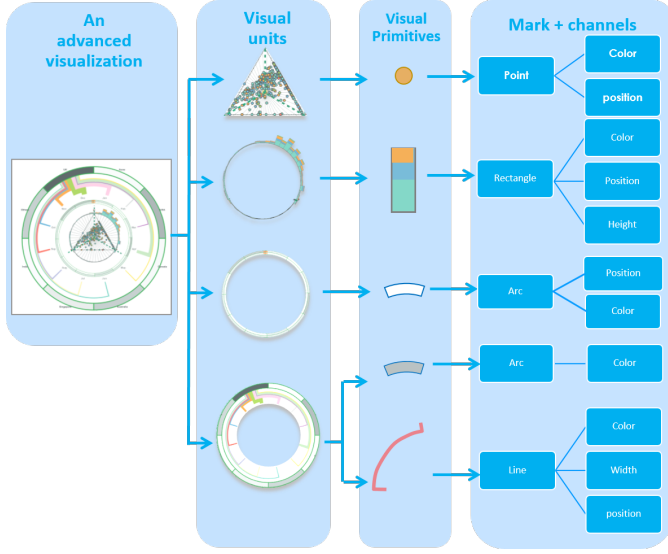 An
advanced
visualization
Visual
units
Visual
Primitives
Mark + channels
Point
Color
position
Rectangle
Color
Position
Height
Arc
Position
Color
Arc
Color
Line
Color
Width
position